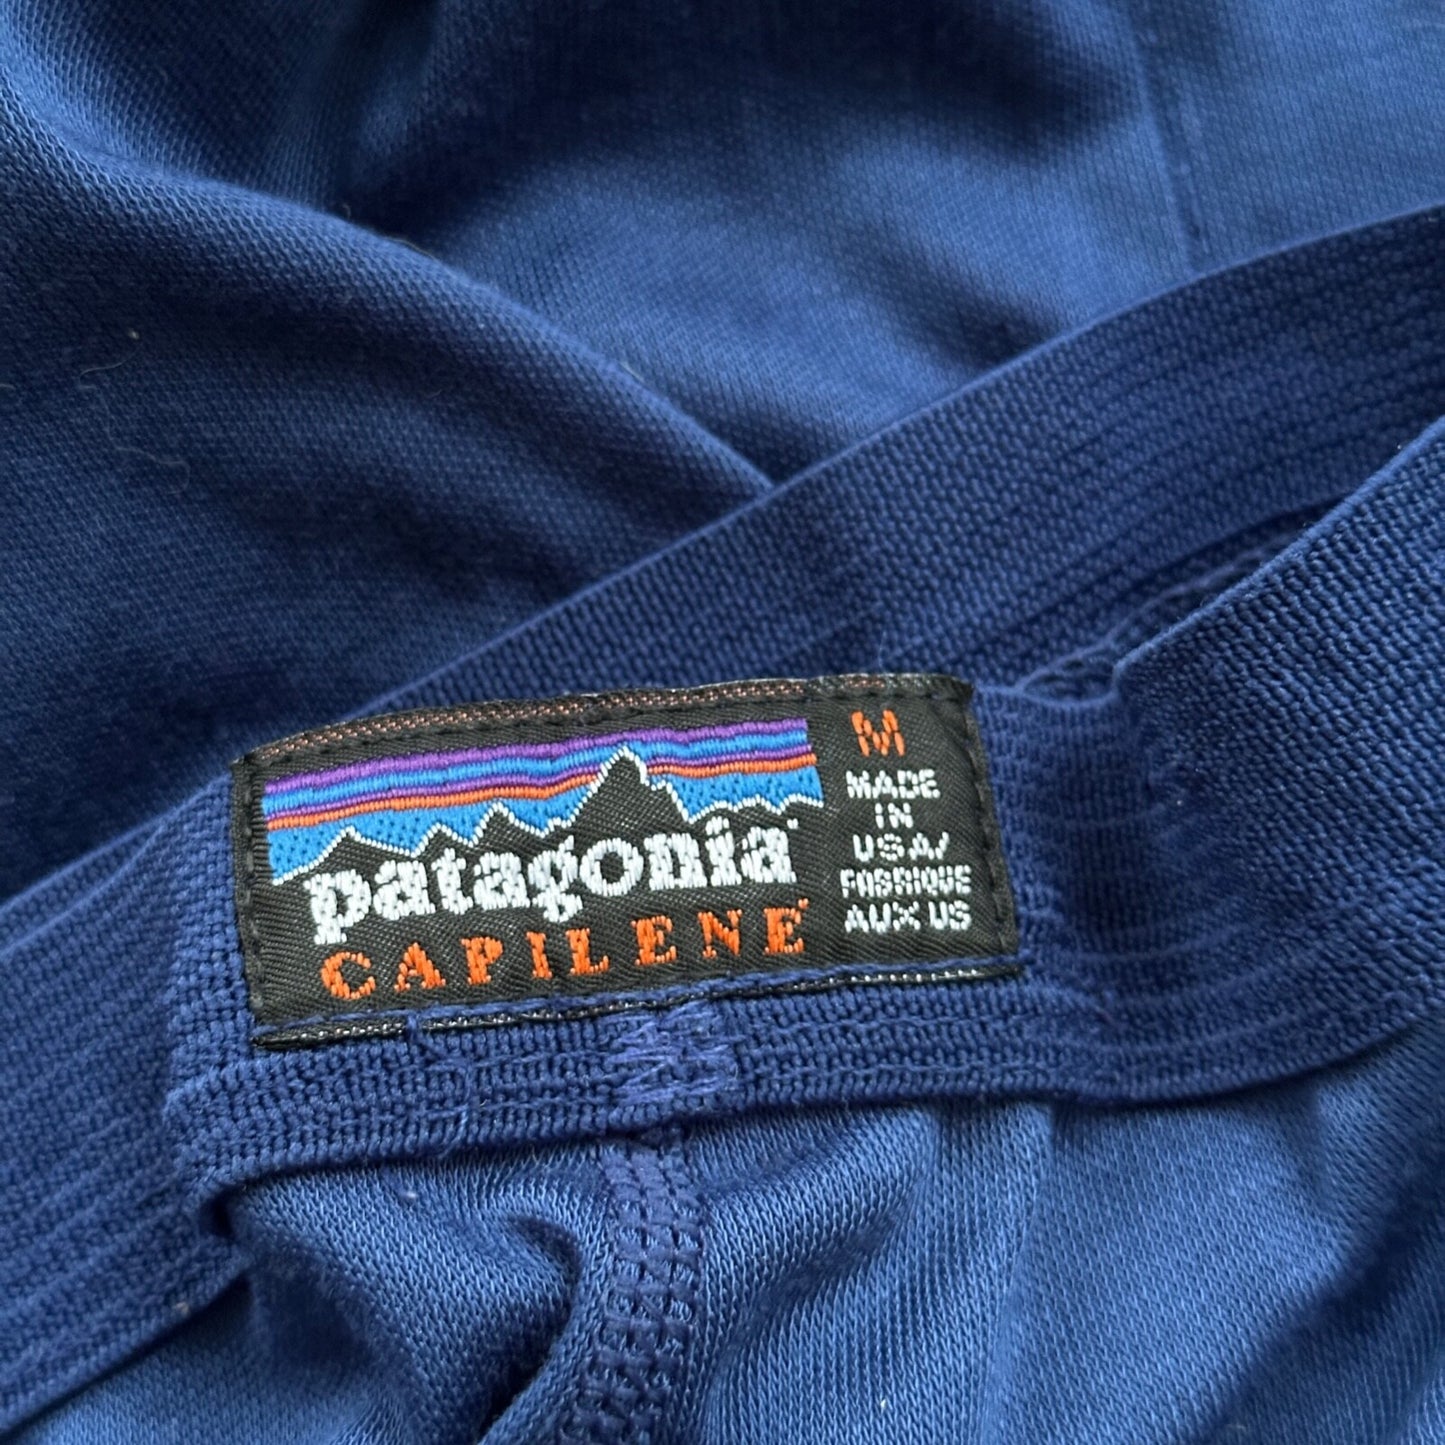 patagonia
CAPILENE
M
MADE
IN
USA/
FABRIQUE
AUX US